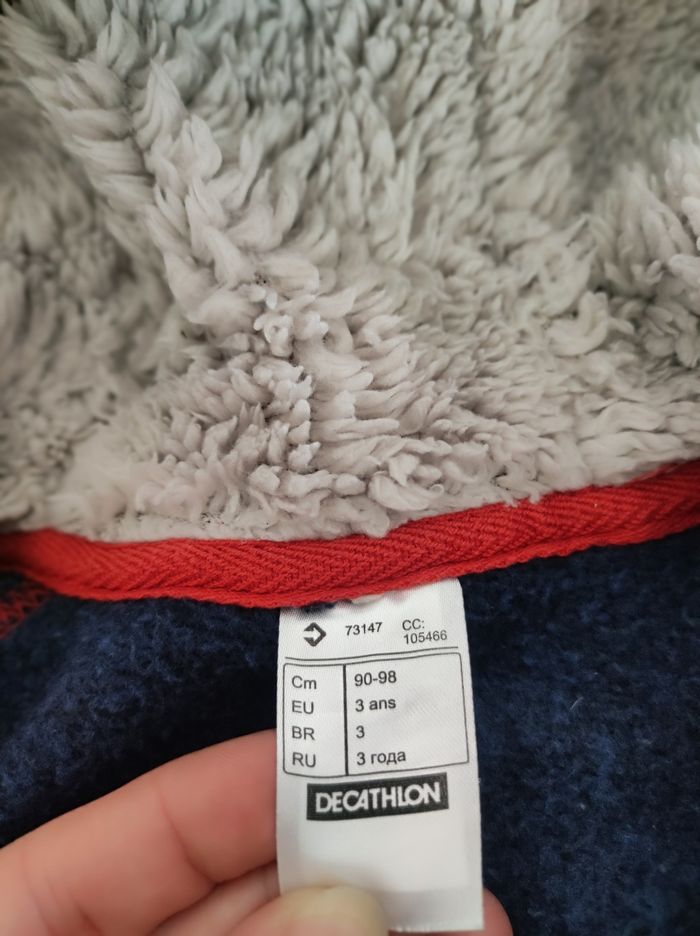 73147 CC:
105466
Cm 90-98
EU 3 ans
BR 3
RU 3 года
DECATHLON